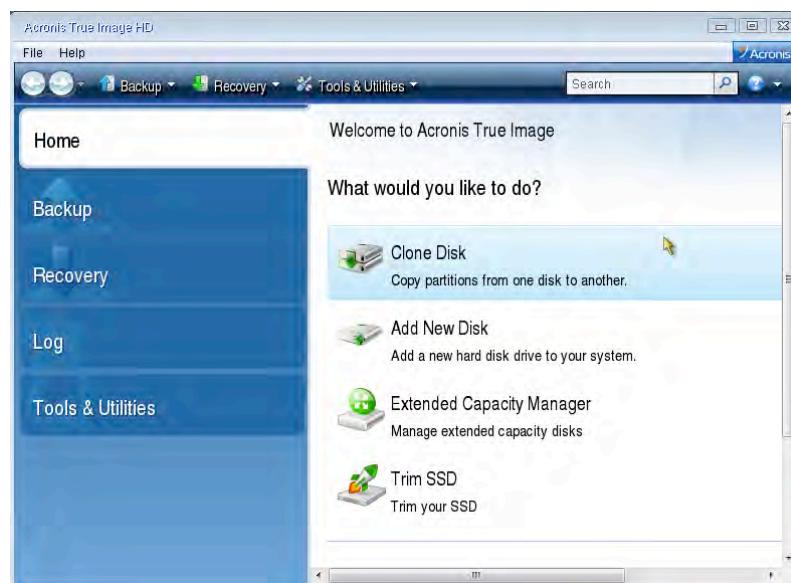 Acronis True Image HD
File Help
Acronis
Backup Recovery Tools & Utilities Search
Home
Backup
Recovery
Log
Tools & Utilities
Welcome to Acronis True Image
What would you like to do?
Clone Disk
Copy partitions from one disk to another.
Add New Disk
Add a new hard disk drive to your system.
Extended Capacity Manager
Manage extended capacity disks
Trim SSD
Trim your SSD